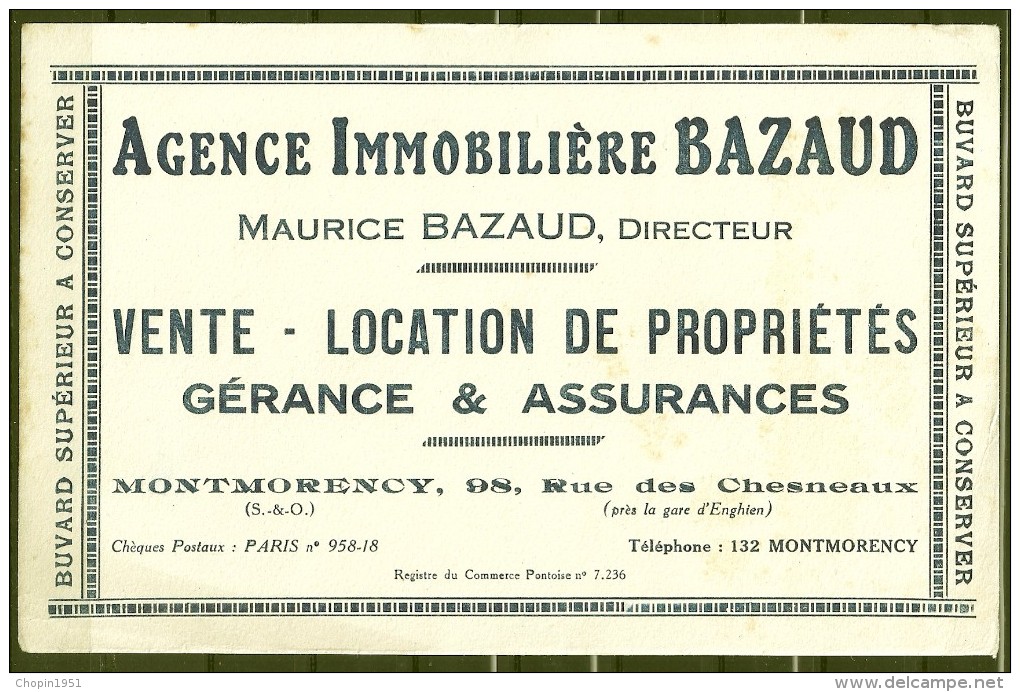 BUVARD SUPÉRIEUR A CONSERVER
AGENCE IMMOBILIÈRE BAZAUD
MAURICE BAZAUD, DIRECTEUR
VENTE - LOCATION DE PROPRIÉTÉS
GÉRANCE & ASSURANCES
MONTMORENCY, 98, Rue des Chesneaux
(S.-&-O.) (près la gare d'Enghien)
Chèques Postaux : PARIS nº 958-18 Téléphone : 132 MONTMORENCY
Registre du Commerce Pontoise nº 7.236
BUVARD SUPÉRIEUR A CONSERVER
Chopin1951
delcampe.net